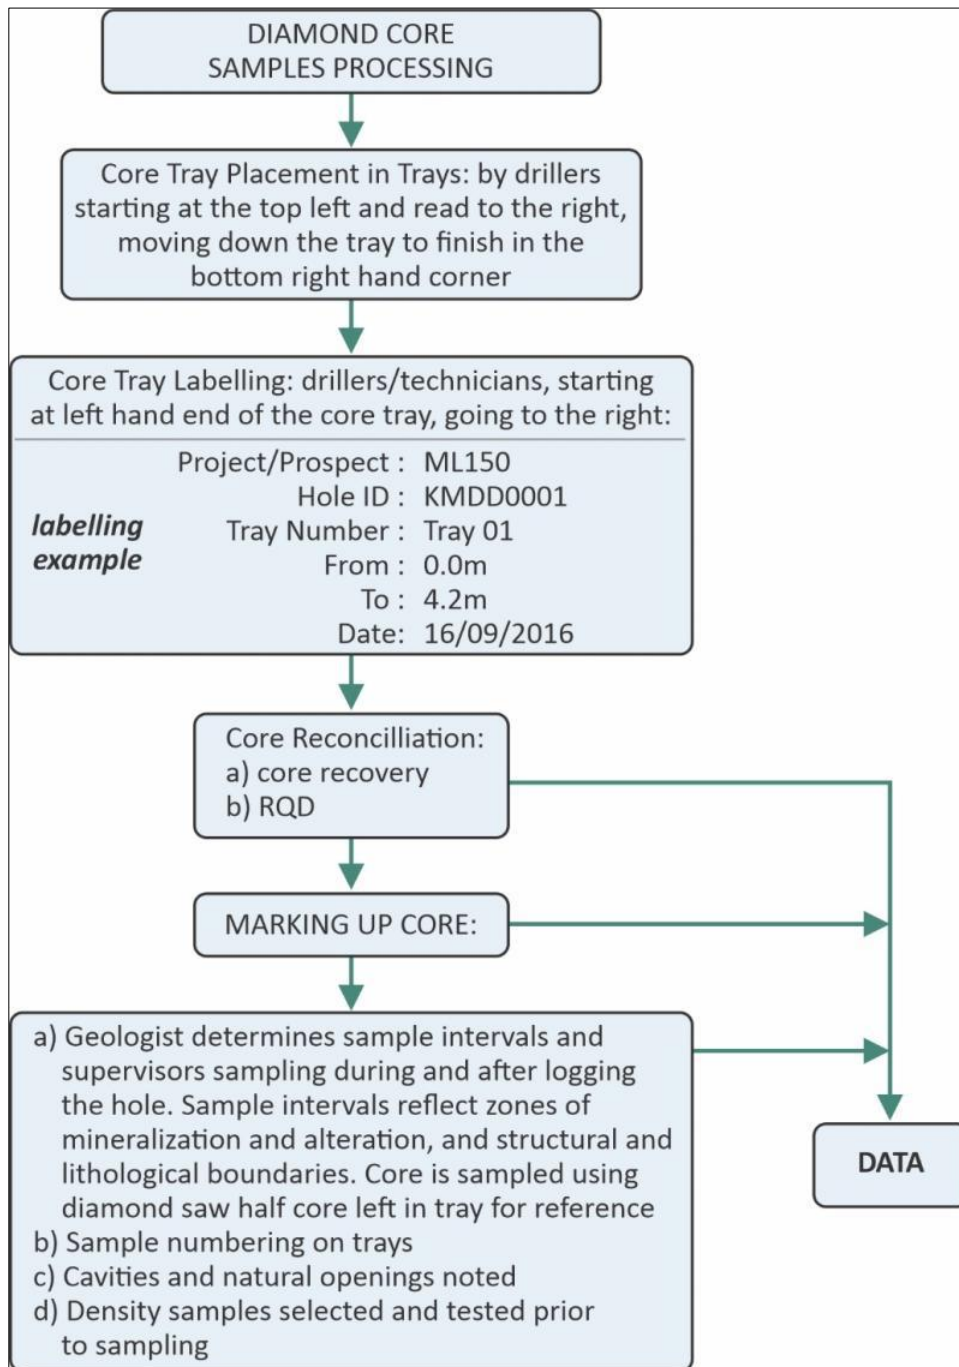 DIAMOND CORE
SAMPLES PROCESSING
Core Tray Placement in Trays: by drillers
starting at the top left and read to the right,
moving down the tray to finish in the
bottom right hand corner
Core Tray Labelling: drillers/technicians, starting
at left hand end of the core tray, going to the right:
labelling
example
Project/Prospect : ML150
Hole ID : KMDD0001
Tray Number : Tray 01
From : 0.0m
To : 4.2m
Date: 16/09/2016
Core Reconcilliation:
a) core recovery
b) RQD
MARKING UP CORE:
a) Geologist determines sample intervals and
supervisors sampling during and after logging
the hole. Sample intervals reflect zones of
mineralization and alteration, and structural and
lithological boundaries. Core is sampled using
diamond saw half core left in tray for reference
b) Sample numbering on trays
c) Cavities and natural openings noted
d) Density samples selected and tested prior
to sampling
DATA